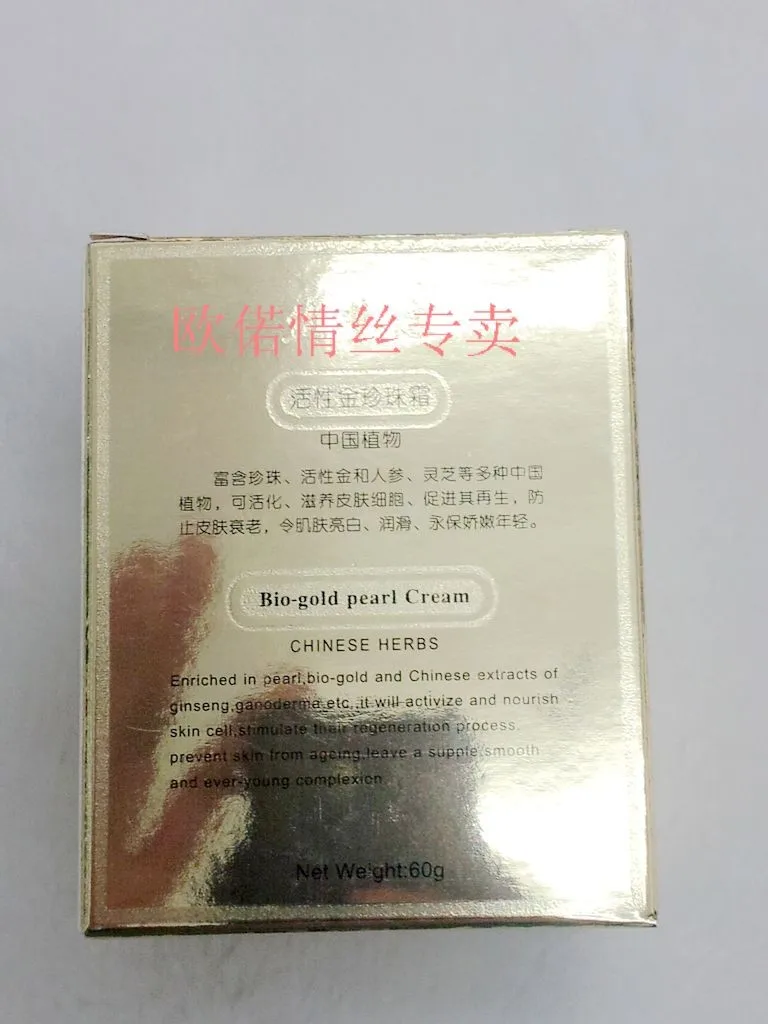 欧偌情丝专卖
活性金珍珠霜
中国植物
富含珍珠、活性金和人参、灵芝等多种中国
植物，可活化、滋养皮肤细胞、促进其再生，防
止皮肤衰老，令肌肤亮白、润滑、永保娇嫩年轻。
Bio-gold pearl Cream
CHINESE HERBS
Enriched in pearl,bio-gold and Chinese extracts of
ginseng,ganoderma,etc,.it will activize and nourish
skin cell,stimulate their regeneration process,
prevent skin from ageing,leave a supple,smooth
and ever-young complexion.
Net Weight:60g